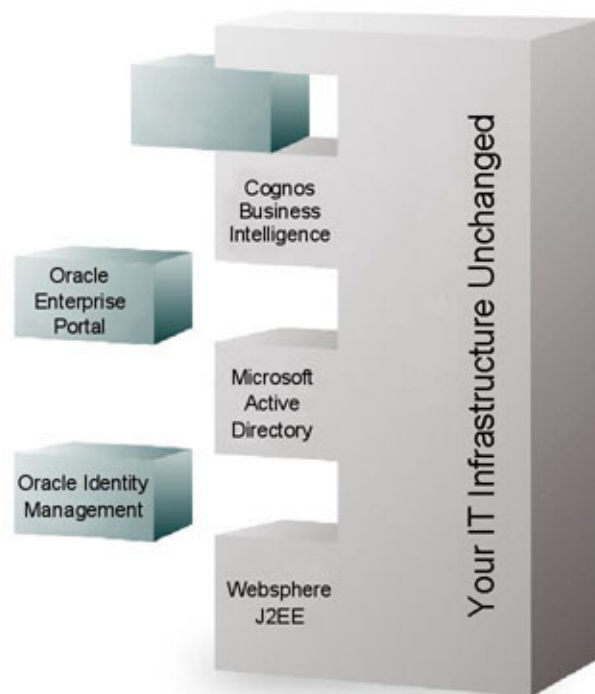 Cognos
Business
Intelligence
Oracle
Enterprise
Portal
Microsoft
Active
Directory
Oracle Identity
Management
Websphere
J2EE
Your IT Infrastructure Unchanged